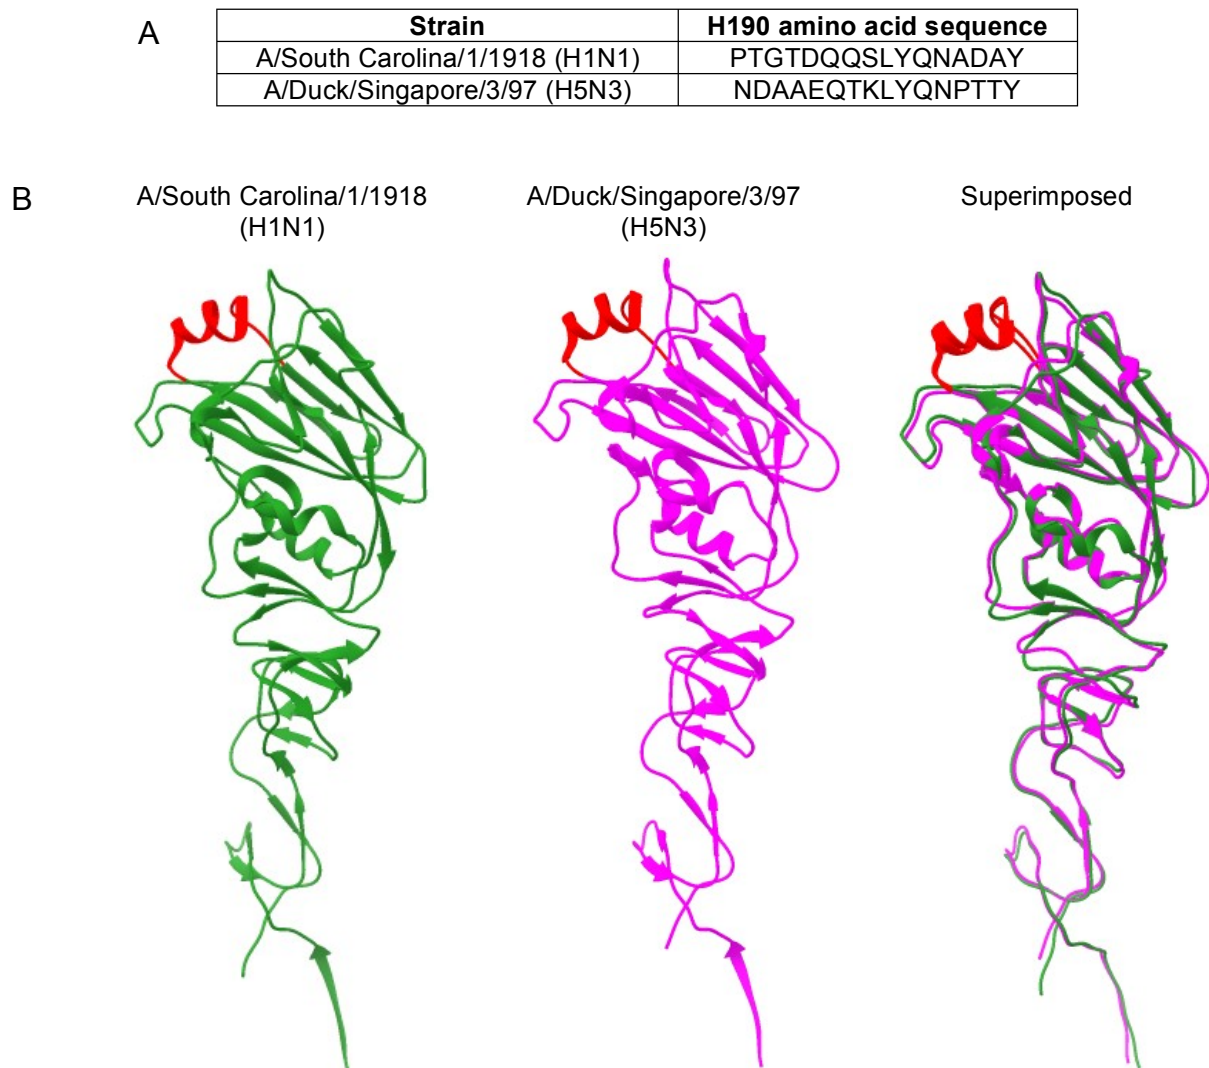 A
Strain H190 amino acid sequence
A/South Carolina/1/1918 (H1N1) PTGTDQQSLYQNADAY
A/Duck/Singapore/3/97 (H5N3) NDAAEQTKLYQNPTTY
B
A/South Carolina/1/1918
(H1N1)
A/Duck/Singapore/3/97
(H5N3)
Superimposed